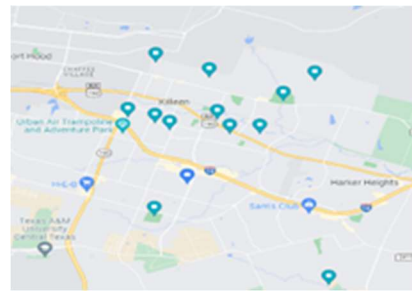 ort Hood
CHAFFEE
VILLAGE
Killeen
Urban Air Trampoline
and Adventure Park
H-E-B
Harker Heights
Sam's Club
Texas A&M
University
Central Texas